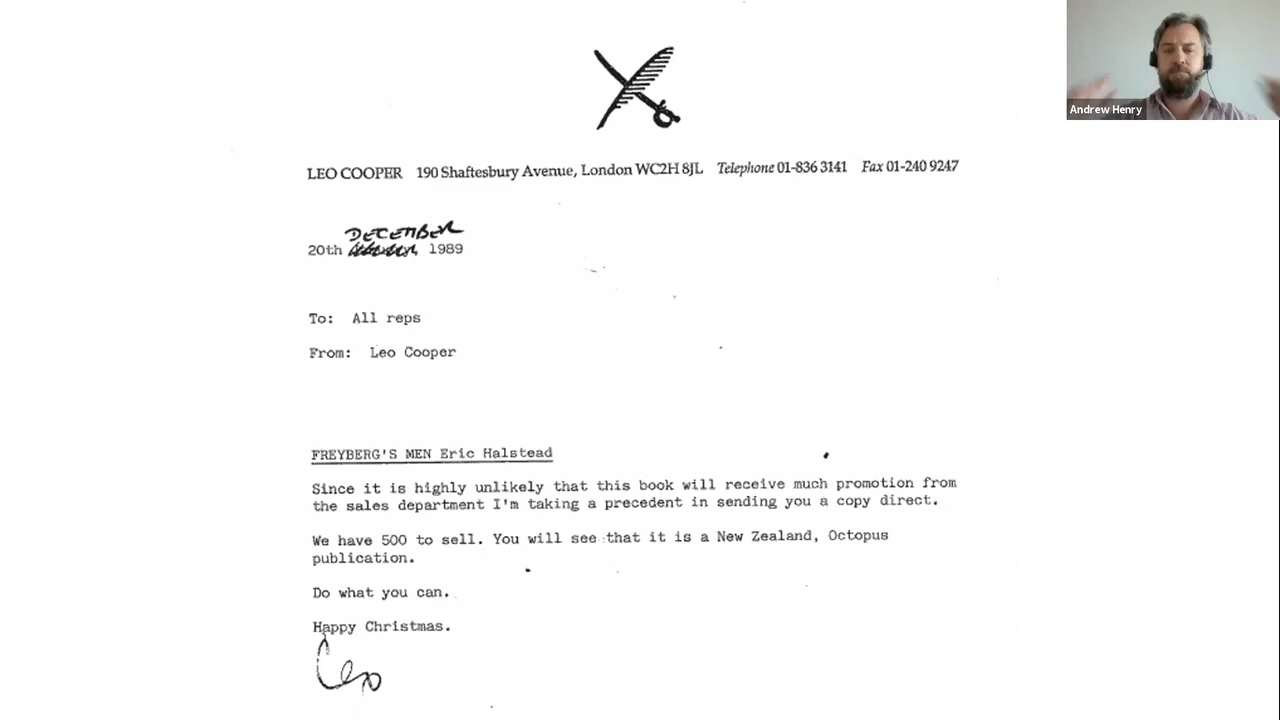 Andrew Henry
LEO COOPER 190 Shaftesbury Avenue, London WC2H 8JL Telephone 01-836 3141 Fax 01-240 9247
DECEMBER
20th 1989
To: All reps
From: Leo Cooper
FREYBERG'S MEN Eric Halstead
Since it is highly unlikely that this book will receive much promotion from
the sales department I'm taking a precedent in sending you a copy direct.
We have 500 to sell. You will see that it is a New Zealand, Octopus
publication.
Do what you can.
Happy Christmas.
Leo